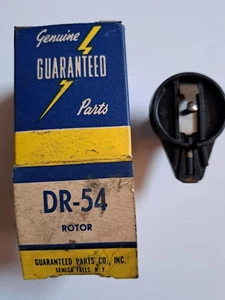 Genuine
GUARANTEED
Parts
DR-54
ROTOR
GUARANTEED PARTS CO., INC.
SENECA FALLS, N.Y.